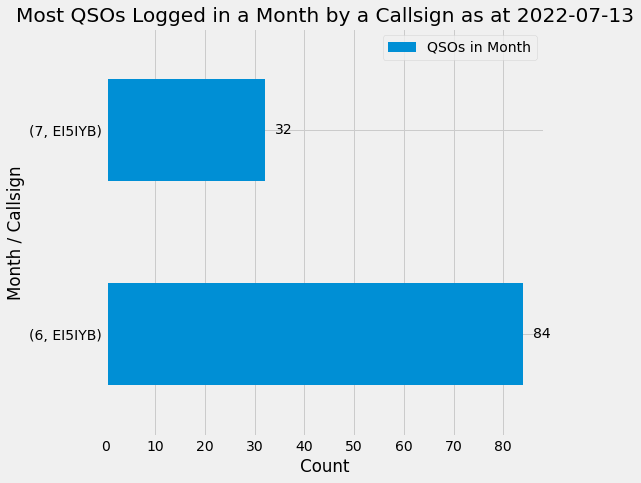 Most QSOs Logged in a Month by a Callsign as at 2022-07-13
QSOs in Month
(7, EI5IYB)
32
Month / Callsign
(6, EI5IYB)
84
0 10 20 30 40 50 60 70 80
Count